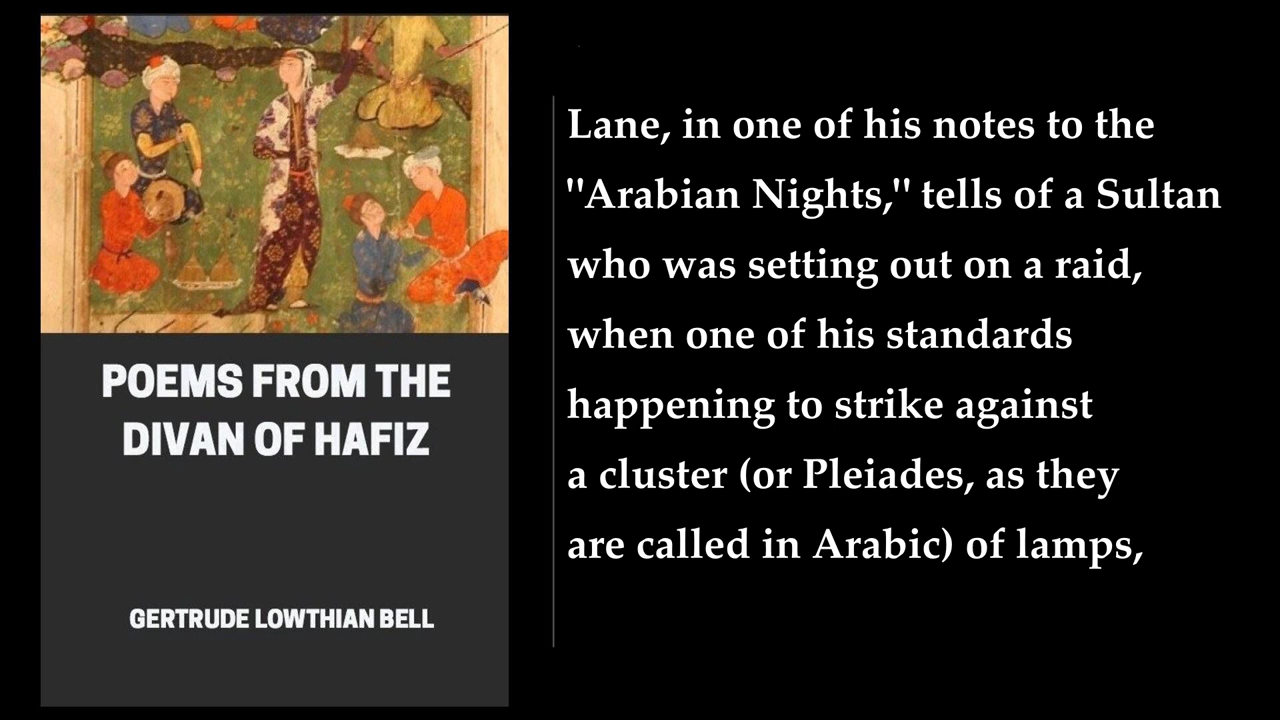 POEMS FROM THE
DIVAN OF HAFIZ
GERTRUDE LOWTHIAN BELL
Lane, in one of his notes to the
"Arabian Nights," tells of a Sultan
who was setting out on a raid,
when one of his standards
happening to strike against
a cluster (or Pleiades, as they
are called in Arabic) of lamps,